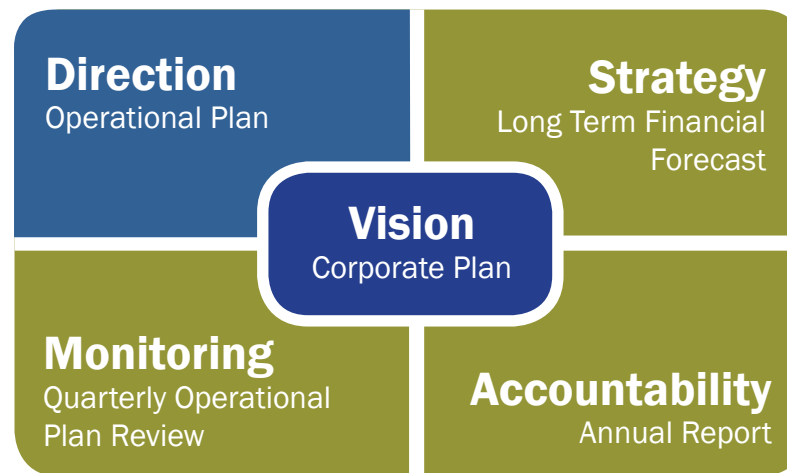 Direction
Operational Plan
Strategy
Long Term Financial
Forecast
Vision
Corporate Plan
Monitoring
Quarterly Operational
Plan Review
Accountability
Annual Report